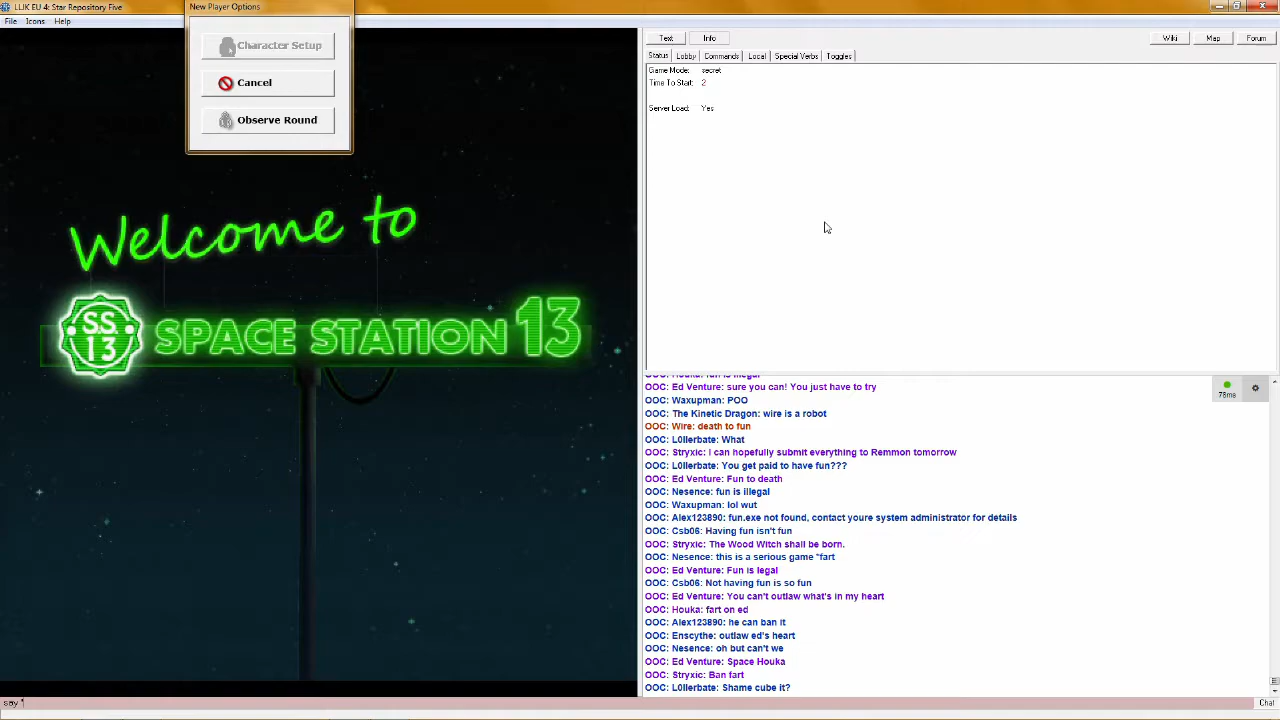 LLJK EU 4: Star Repository Five
File Icons Help
New Player Options
Character Setup
Cancel
Observe Round
Welcome to
S.S. 13
SPACE STATION 13
Text Info Wiki Map Forum
Status Lobby Commands Local Special Verbs Toggles
Game Mode: secret
Time To Start: 2
Server Load: Yes
OOC: Houka: fun is illegal
OOC: Ed Venture: sure you can! You just have to try
OOC: Waxupman: POO
OOC: The Kinetic Dragon: wire is a robot
OOC: Wire: death to fun
OOC: L0llerbate: What
OOC: Stryxic: I can hopefully submit everything to Remmon tomorrow
OOC: L0llerbate: You get paid to have fun???
OOC: Ed Venture: Fun to death
OOC: Nesence: fun is illegal
OOC: Waxupman: lol wut
OOC: Alex123890: fun.exe not found, contact youre system administrator for details
OOC: Csb06: Having fun isn't fun
OOC: Stryxic: The Wood Witch shall be born.
OOC: Nesence: this is a serious game *fart
OOC: Ed Venture: Fun is legal
OOC: Csb06: Not having fun is so fun
OOC: Ed Venture: You can't outlaw what's in my heart
OOC: Houka: fart on ed
OOC: Alex123890: he can ban it
OOC: Enscythe: outlaw ed's heart
OOC: Nesence: oh but can't we
OOC: Ed Venture: Space Houka
OOC: Stryxic: Ban fart
OOC: L0llerbate: Shame cube it?
78ms
say "
Chat